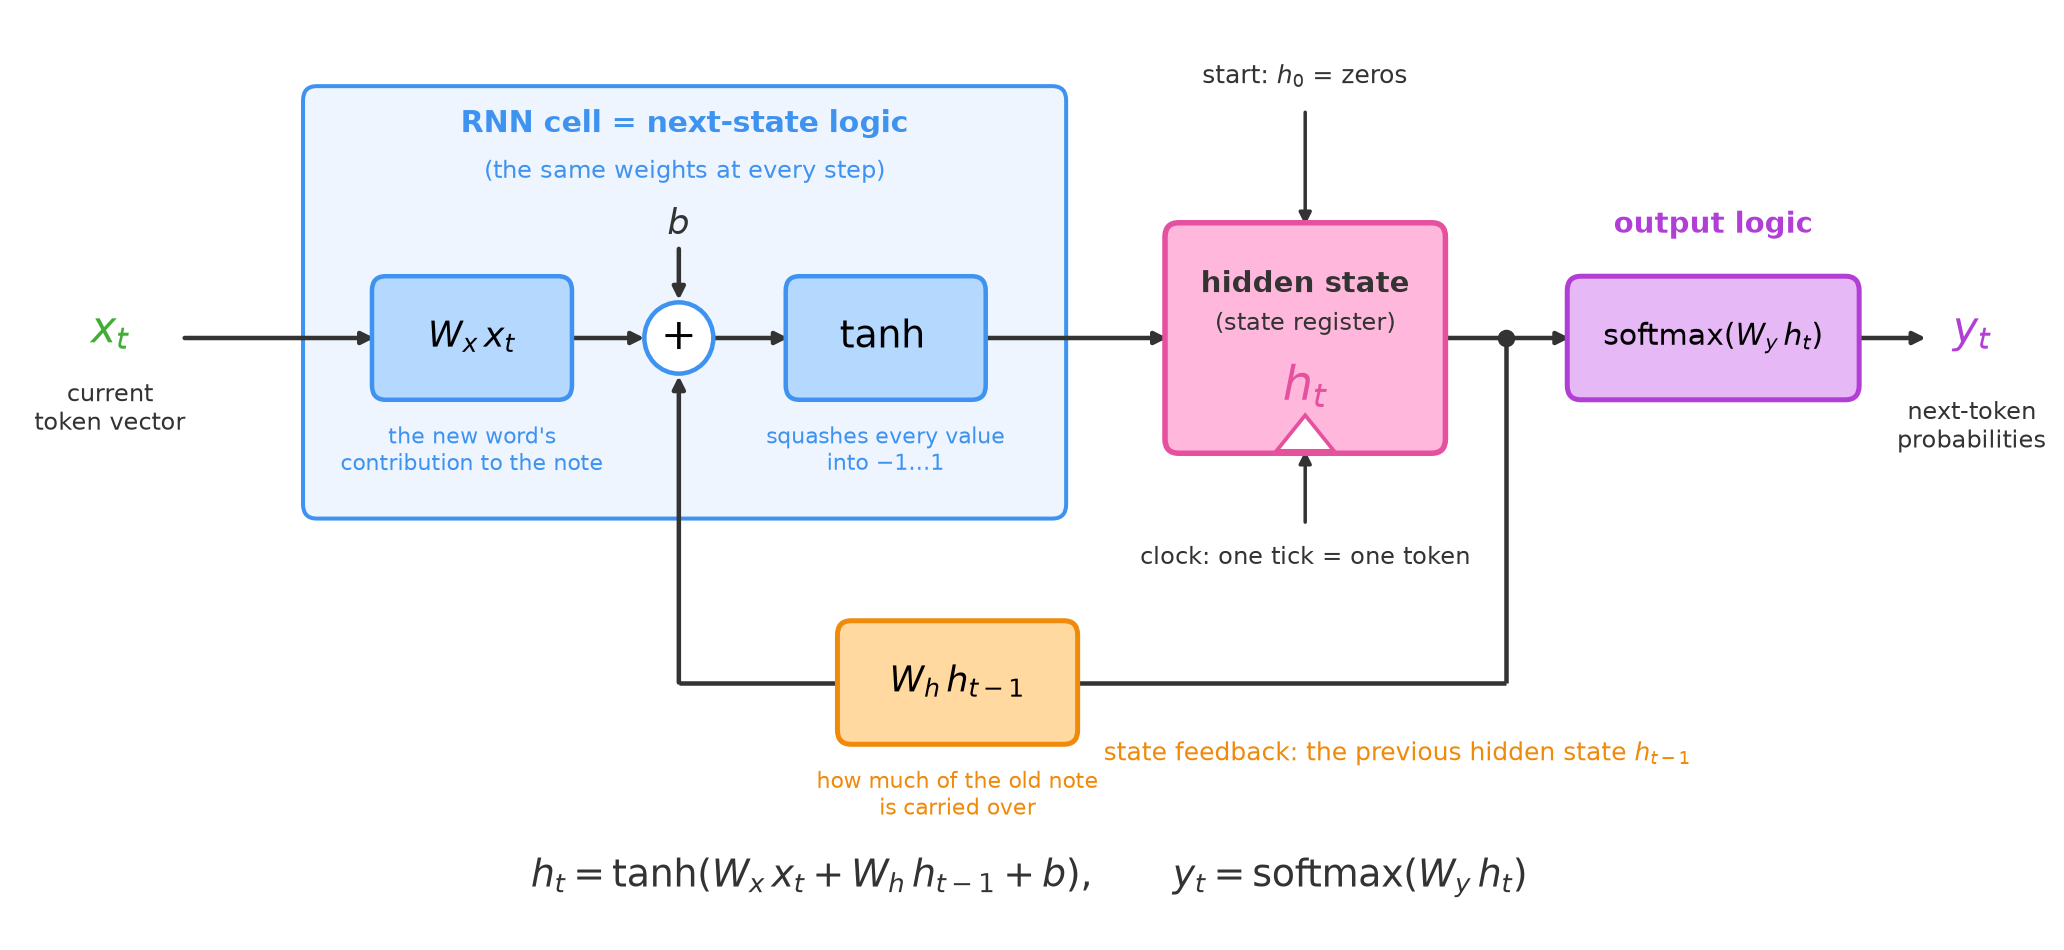 start: h₀ = zeros
RNN cell = next-state logic
(the same weights at every step)
b
output logic
xₜ
Wₓ xₜ
+
tanh
hidden state
(state register)
hₜ
softmax(W_y hₜ)
yₜ
current
token vector
next-token
probabilities
the new word's
contribution to the note
squashes every value
into −1…1
clock: one tick = one token
Wₕ hₜ₋₁
state feedback: the previous hidden state hₜ₋₁
how much of the old note
is carried over
hₜ = tanh(Wₓ xₜ + Wₕ hₜ₋₁ + b), yₜ = softmax(W_y hₜ)